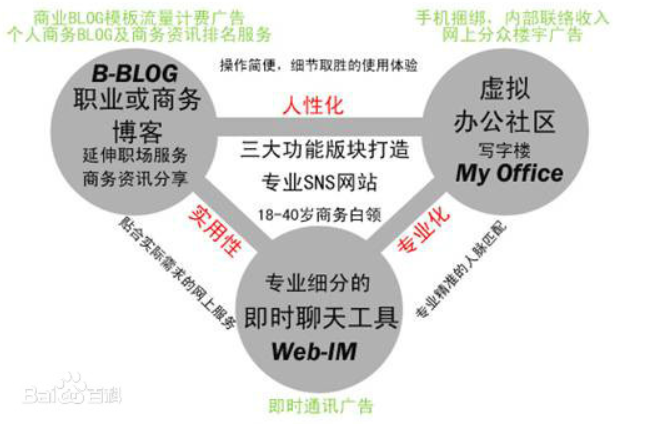 商业BLOG模板流量计费广告
个人商务BLOG及商务资讯排名服务
手机捆绑、内部联络收入
网上分众楼宇广告
操作简便，细节取胜的使用体验
B-BLOG
职业或商务
博客
延伸职场服务
商务资讯分享
人性化
虚拟
办公社区
写字楼
My Office
三大功能版块打造
专业SNS网站
18-40岁商务白领
实用性
专业化
贴合实际需求的网上服务
专业精准的人脉匹配
专业细分的
即时聊天工具
Web-IM
即时通讯广告
Baidu百科